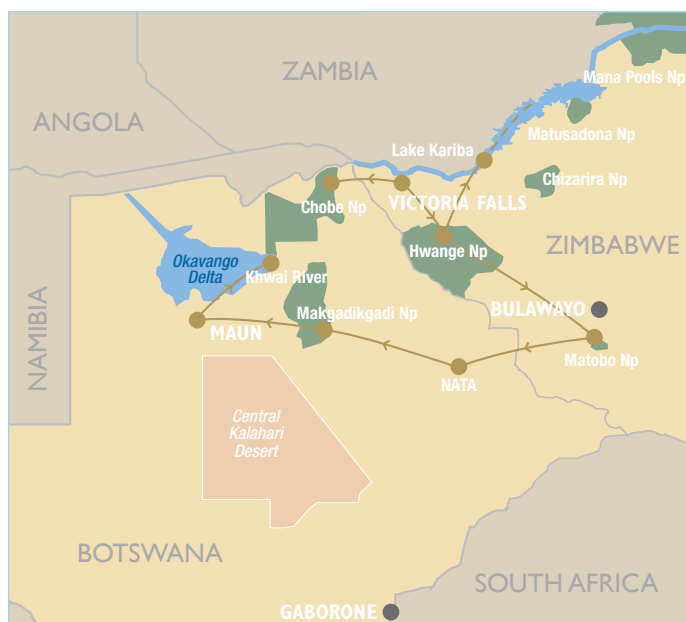 ZAMBIA
Mana Pools Np
ANGOLA
Matusadona Np
Lake Kariba
Chizarira Np
Chobe Np
VICTORIA FALLS
ZIMBABWE
Hwange Np
Okavango
Delta
Khwai River
NAMIBIA
BULAWAYO
Makgadikgadi Np
MAUN
Matobo Np
NATA
Central
Kalahari
Desert
BOTSWANA
SOUTH AFRICA
GABORONE